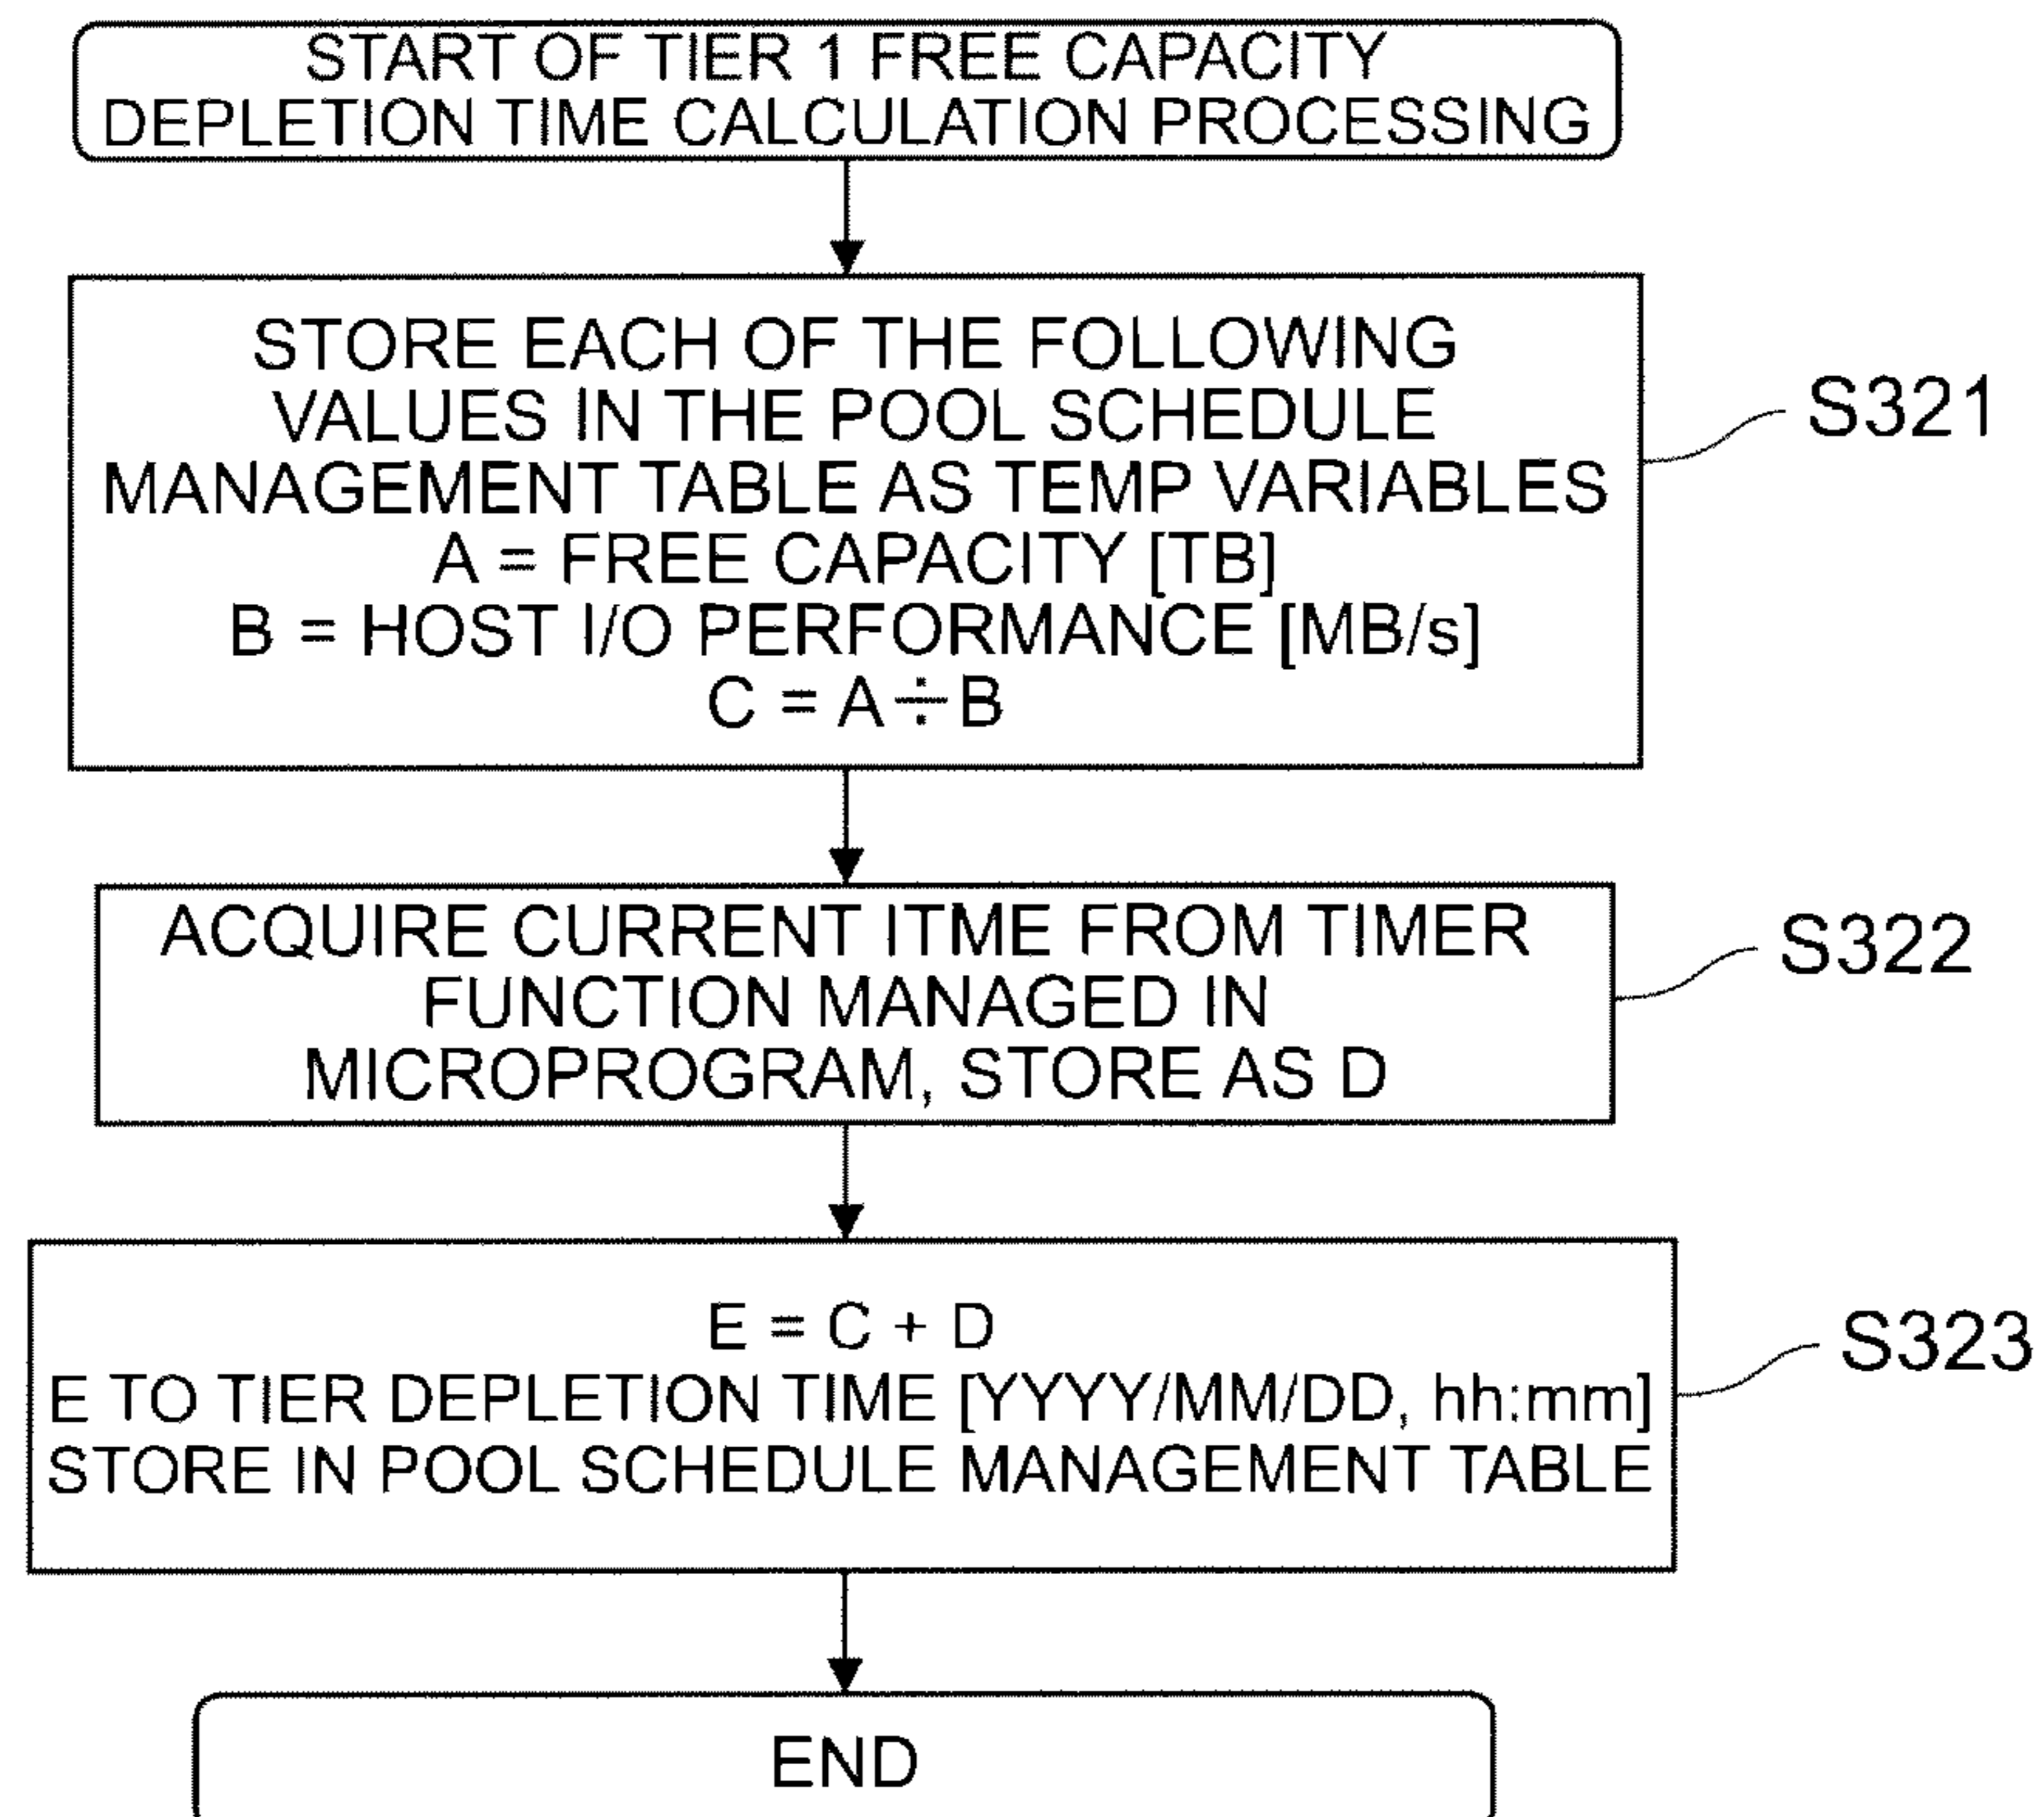 START OF TIER 1 FREE CAPACITY
DEPLETION TIME CALCULATION PROCESSING
STORE EACH OF THE FOLLOWING
VALUES IN THE POOL SCHEDULE
MANAGEMENT TABLE AS TEMP VARIABLES
A = FREE CAPACITY [TB]
B = HOST I/O PERFORMANCE [MB/s]
C = A ÷ B
S321
ACQUIRE CURRENT ITME FROM TIMER
FUNCTION MANAGED IN
MICROPROGRAM, STORE AS D
S322
E = C + D
E TO TIER DEPLETION TIME [YYYY/MM/DD, hh:mm]
STORE IN POOL SCHEDULE MANAGEMENT TABLE
S323
END